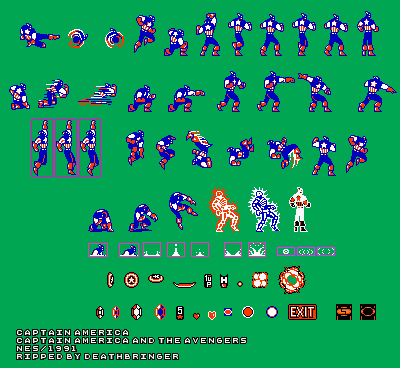 EXIT
S
CAPTAIN AMERICA
CAPTAIN AMERICA AND THE AVENGERS
NES/1991
RIPPED BY DEATHBRINGER